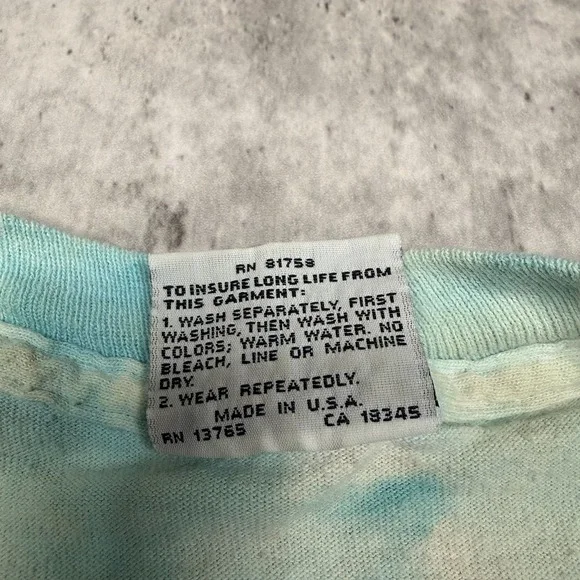 RN 81758
TO INSURE LONG LIFE FROM
THIS GARMENT:
1. WASH SEPARATELY, FIRST
WASHING, THEN WASH WITH
COLORS; WARM WATER. NO
BLEACH, LINE OR MACHINE
DRY.
2. WEAR REPEATEDLY.
MADE IN U.S.A.
RN 13765 CA 18345